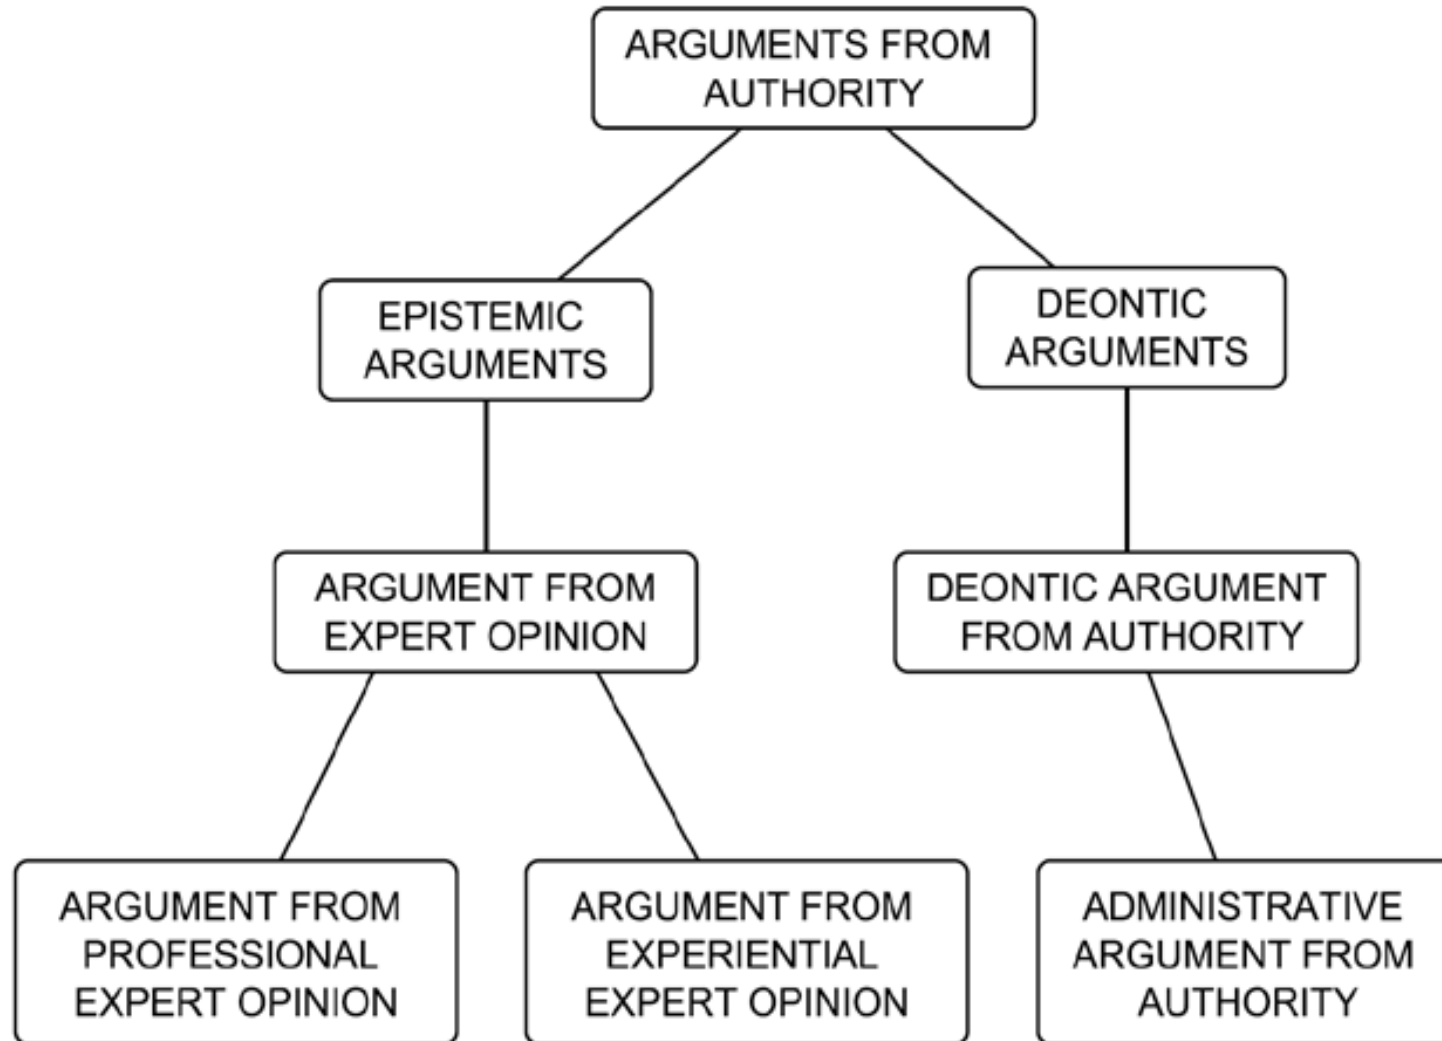 ARGUMENTS FROM
AUTHORITY
EPISTEMIC
ARGUMENTS
DEONTIC
ARGUMENTS
ARGUMENT FROM
EXPERT OPINION
DEONTIC ARGUMENT
FROM AUTHORITY
ARGUMENT FROM
PROFESSIONAL
EXPERT OPINION
ARGUMENT FROM
EXPERIENTIAL
EXPERT OPINION
ADMINISTRATIVE
ARGUMENT FROM
AUTHORITY